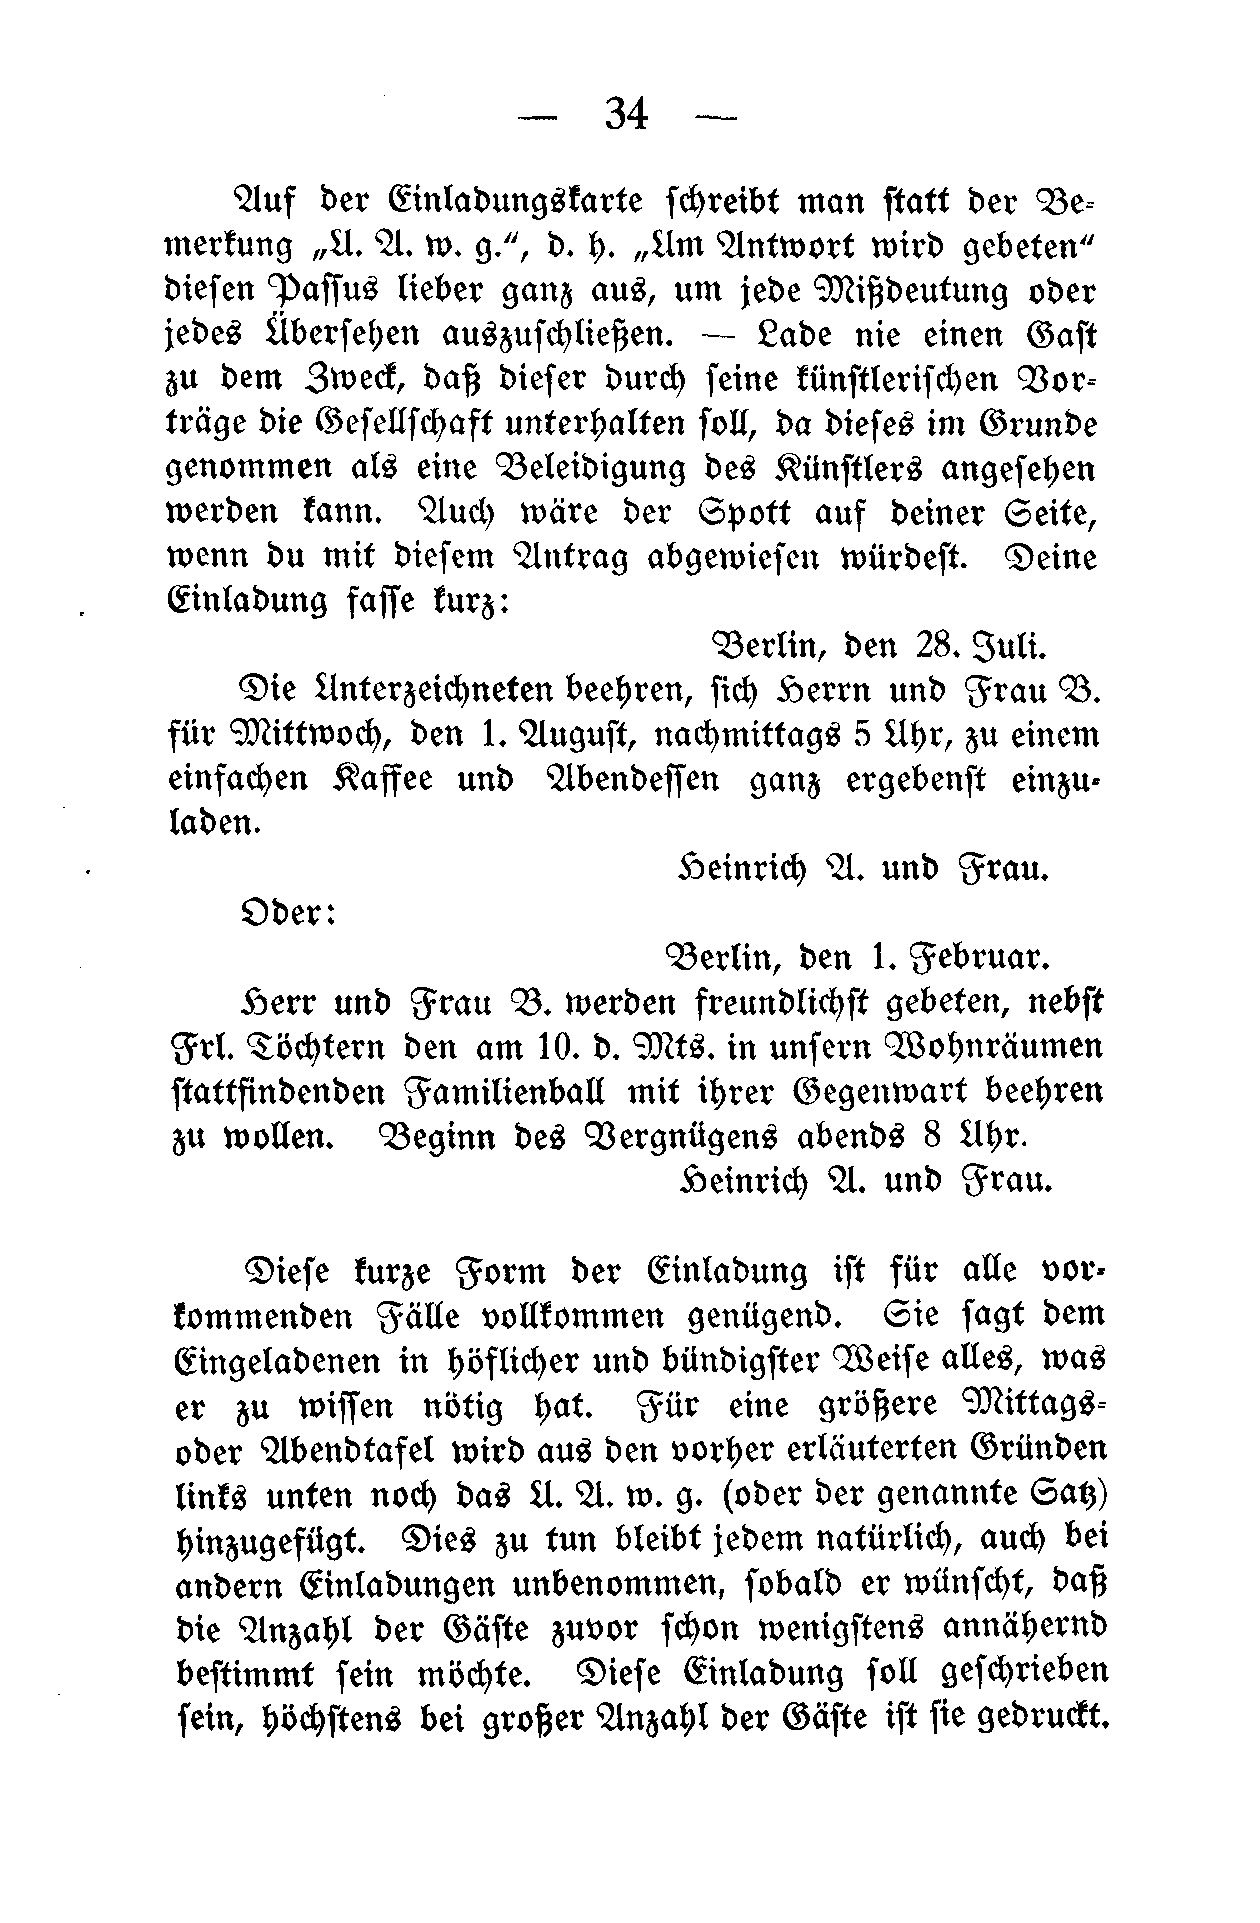 — 34 —
Auf der Einladungskarte schreibt man statt der Be-
merkung „U. A. w. g.“, d. h. „Um Antwort wird gebeten“
diesen Passus lieber ganz aus, um jede Mißdeutung oder
jedes Übersehen auszuschließen. — Lade nie einen Gast
zu dem Zweck, daß dieser durch seine künstlerischen Vor-
träge die Gesellschaft unterhalten soll, da dieses im Grunde
genommen als eine Beleidigung des Künstlers angesehen
werden kann. Auch wäre der Spott auf deiner Seite,
wenn du mit diesem Antrag abgewiesen würdest. Deine
Einladung fasse kurz:
Berlin, den 28. Juli.
Die Unterzeichneten beehren, sich Herrn und Frau B.
für Mittwoch, den 1. August, nachmittags 5 Uhr, zu einem
einfachen Kaffee und Abendessen ganz ergebenst einzu-
laden.
Heinrich A. und Frau.
Oder:
Berlin, den 1. Februar.
Herr und Frau B. werden freundlichst gebeten, nebst
Frl. Töchtern den am 10. d. Mts. in unsern Wohnräumen
stattfindenden Familienball mit ihrer Gegenwart beehren
zu wollen. Beginn des Vergnügens abends 8 Uhr.
Heinrich A. und Frau.
Diese kurze Form der Einladung ist für alle vor-
kommenden Fälle vollkommen genügend. Sie sagt dem
Eingeladenen in höflicher und bündigster Weise alles, was
er zu wissen nötig hat. Für eine größere Mittags-
oder Abendtafel wird aus den vorher erläuterten Gründen
links unten noch das U. A. w. g. (oder der genannte Satz)
hinzugefügt. Dies zu tun bleibt jedem natürlich, auch bei
andern Einladungen unbenommen, sobald er wünscht, daß
die Anzahl der Gäste zuvor schon wenigstens annähernd
bestimmt sein möchte. Diese Einladung soll geschrieben
sein, höchstens bei großer Anzahl der Gäste ist sie gedruckt.